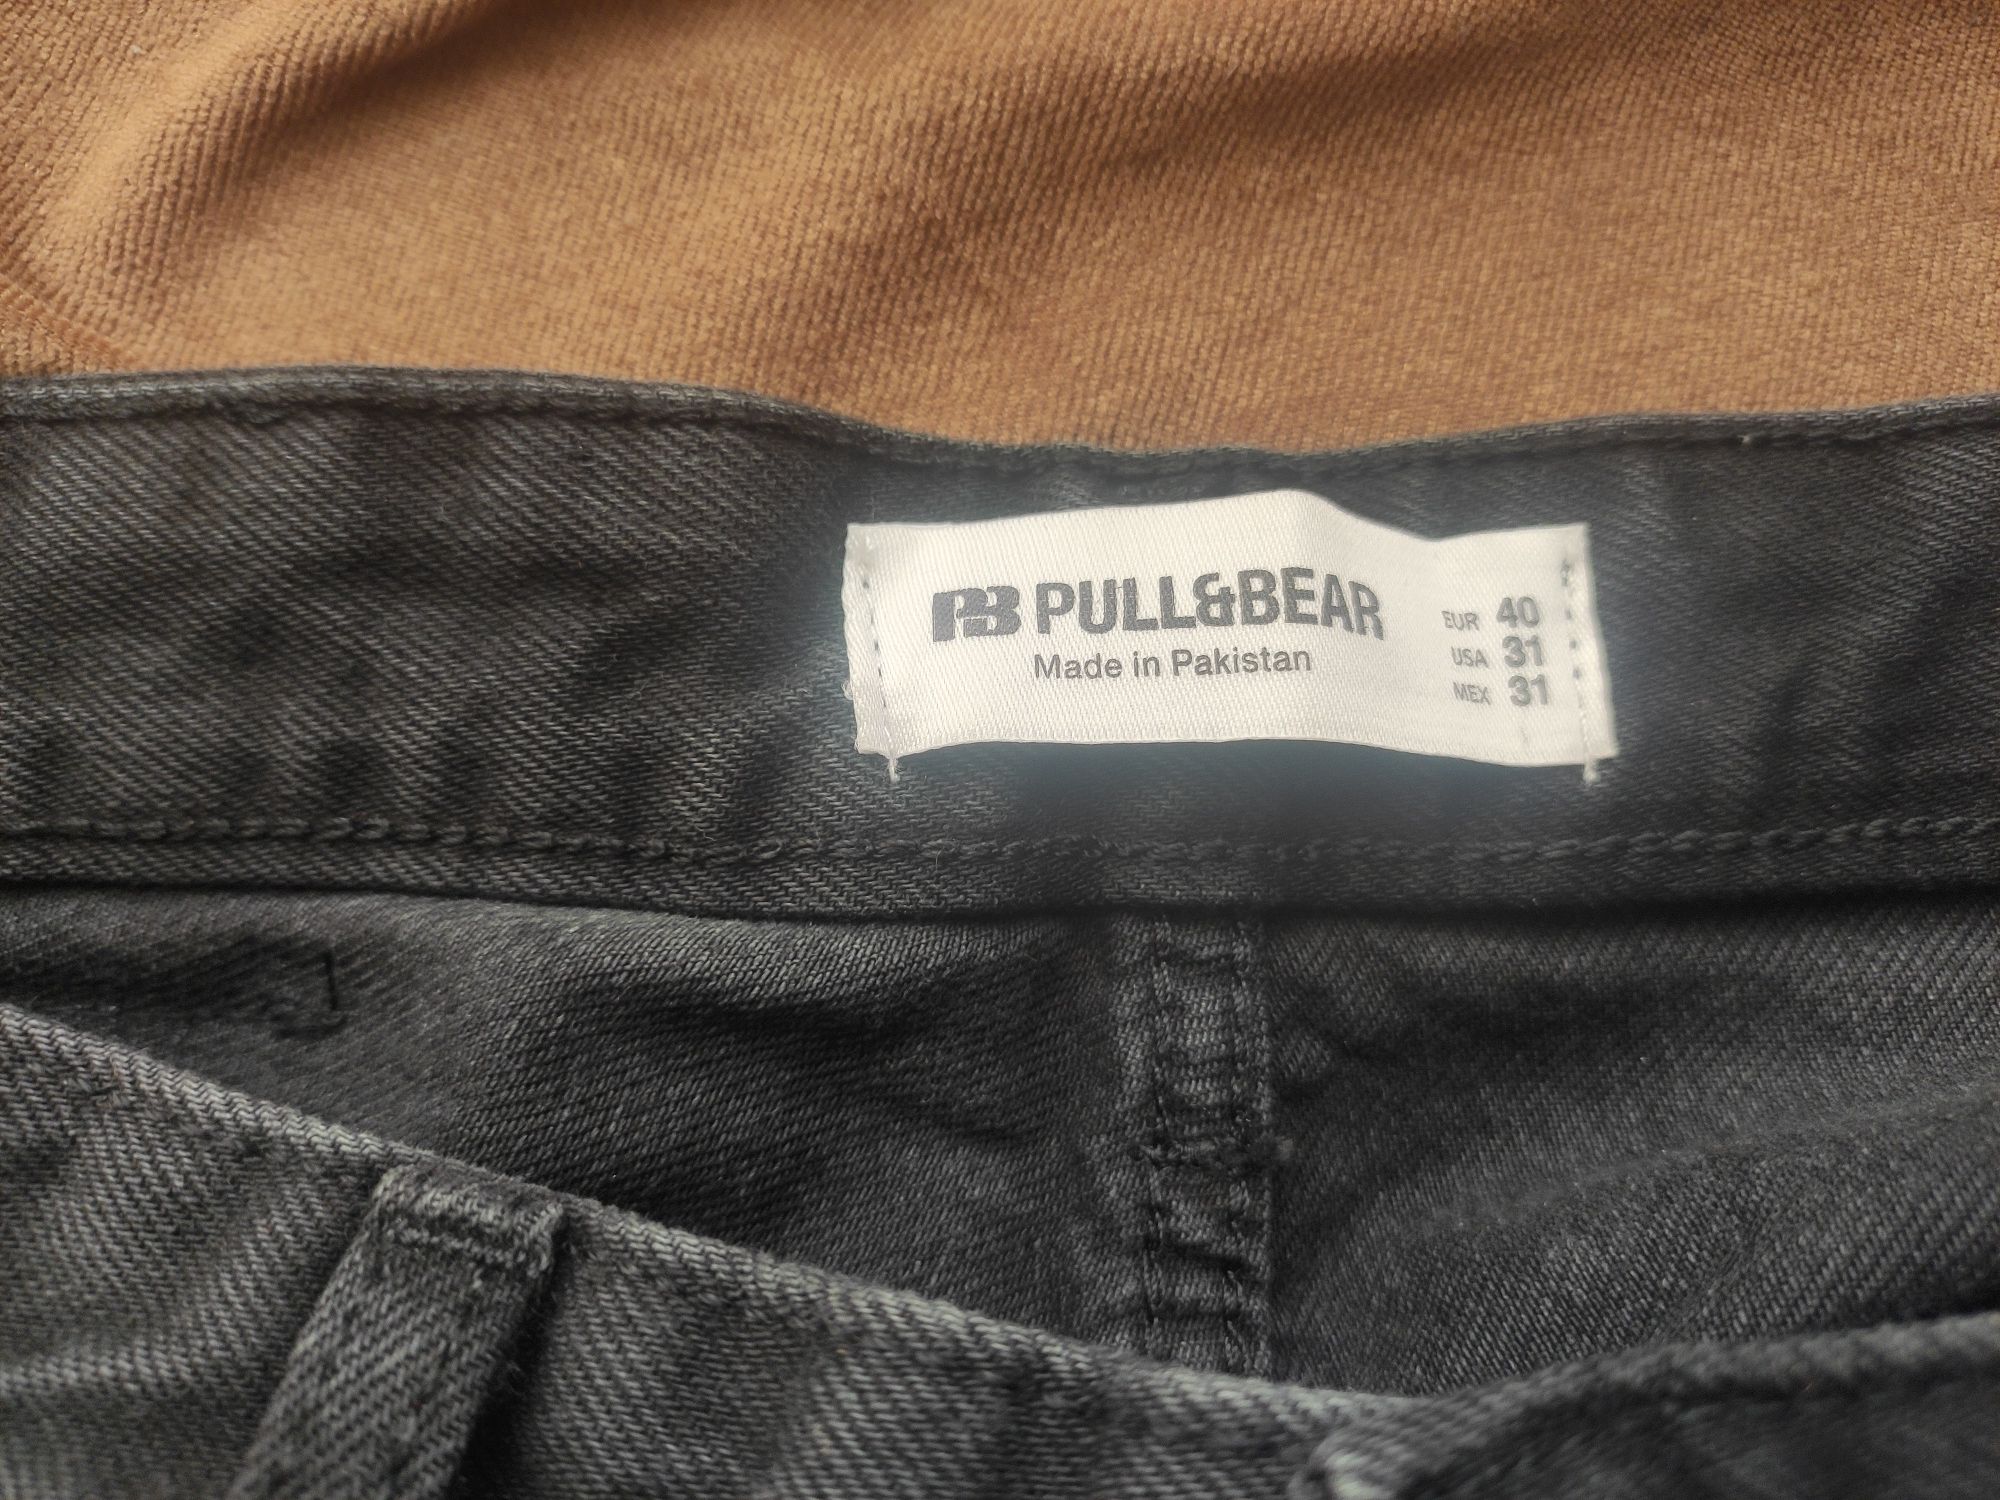 PB PULL&BEAR
Made in Pakistan
EUR 40
USA 31
MEX 31